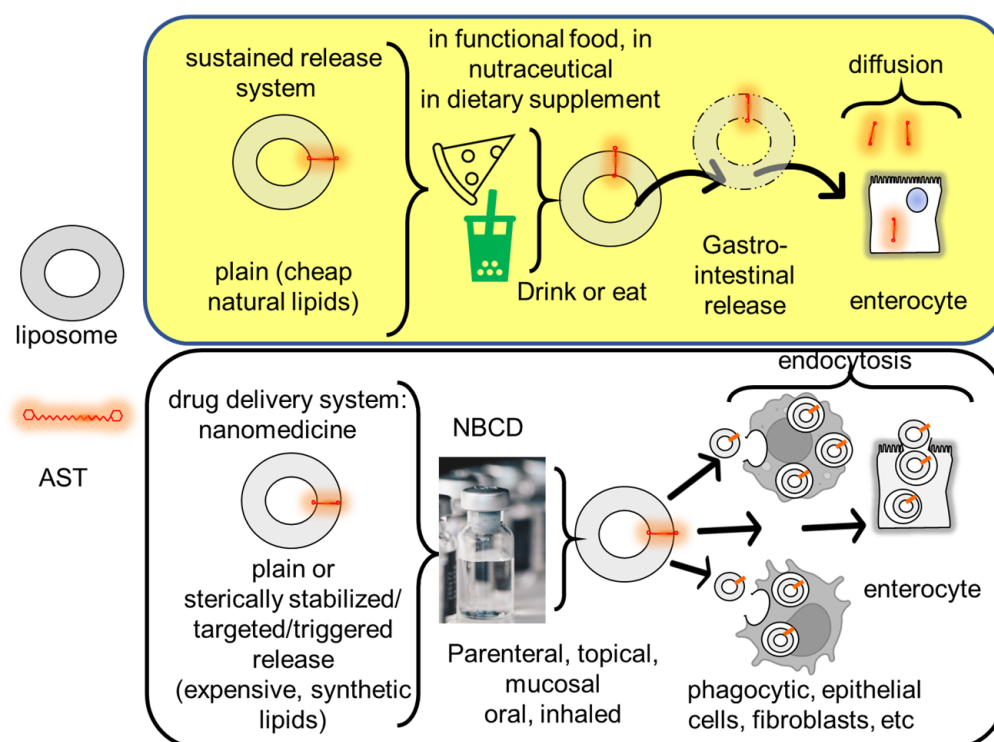 sustained release
system
plain (cheap
natural lipids)
in functional food, in
nutraceutical
in dietary supplement
Drink or eat
Gastro-
intestinal
release
diffusion
enterocyte
liposome
AST
drug delivery system:
nanomedicine
plain or
sterically stabilized/
targeted/triggered
release
(expensive, synthetic
lipids)
NBCD
Parenteral, topical,
mucosal
oral, inhaled
endocytosis
enterocyte
phagocytic, epithelial
cells, fibroblasts, etc